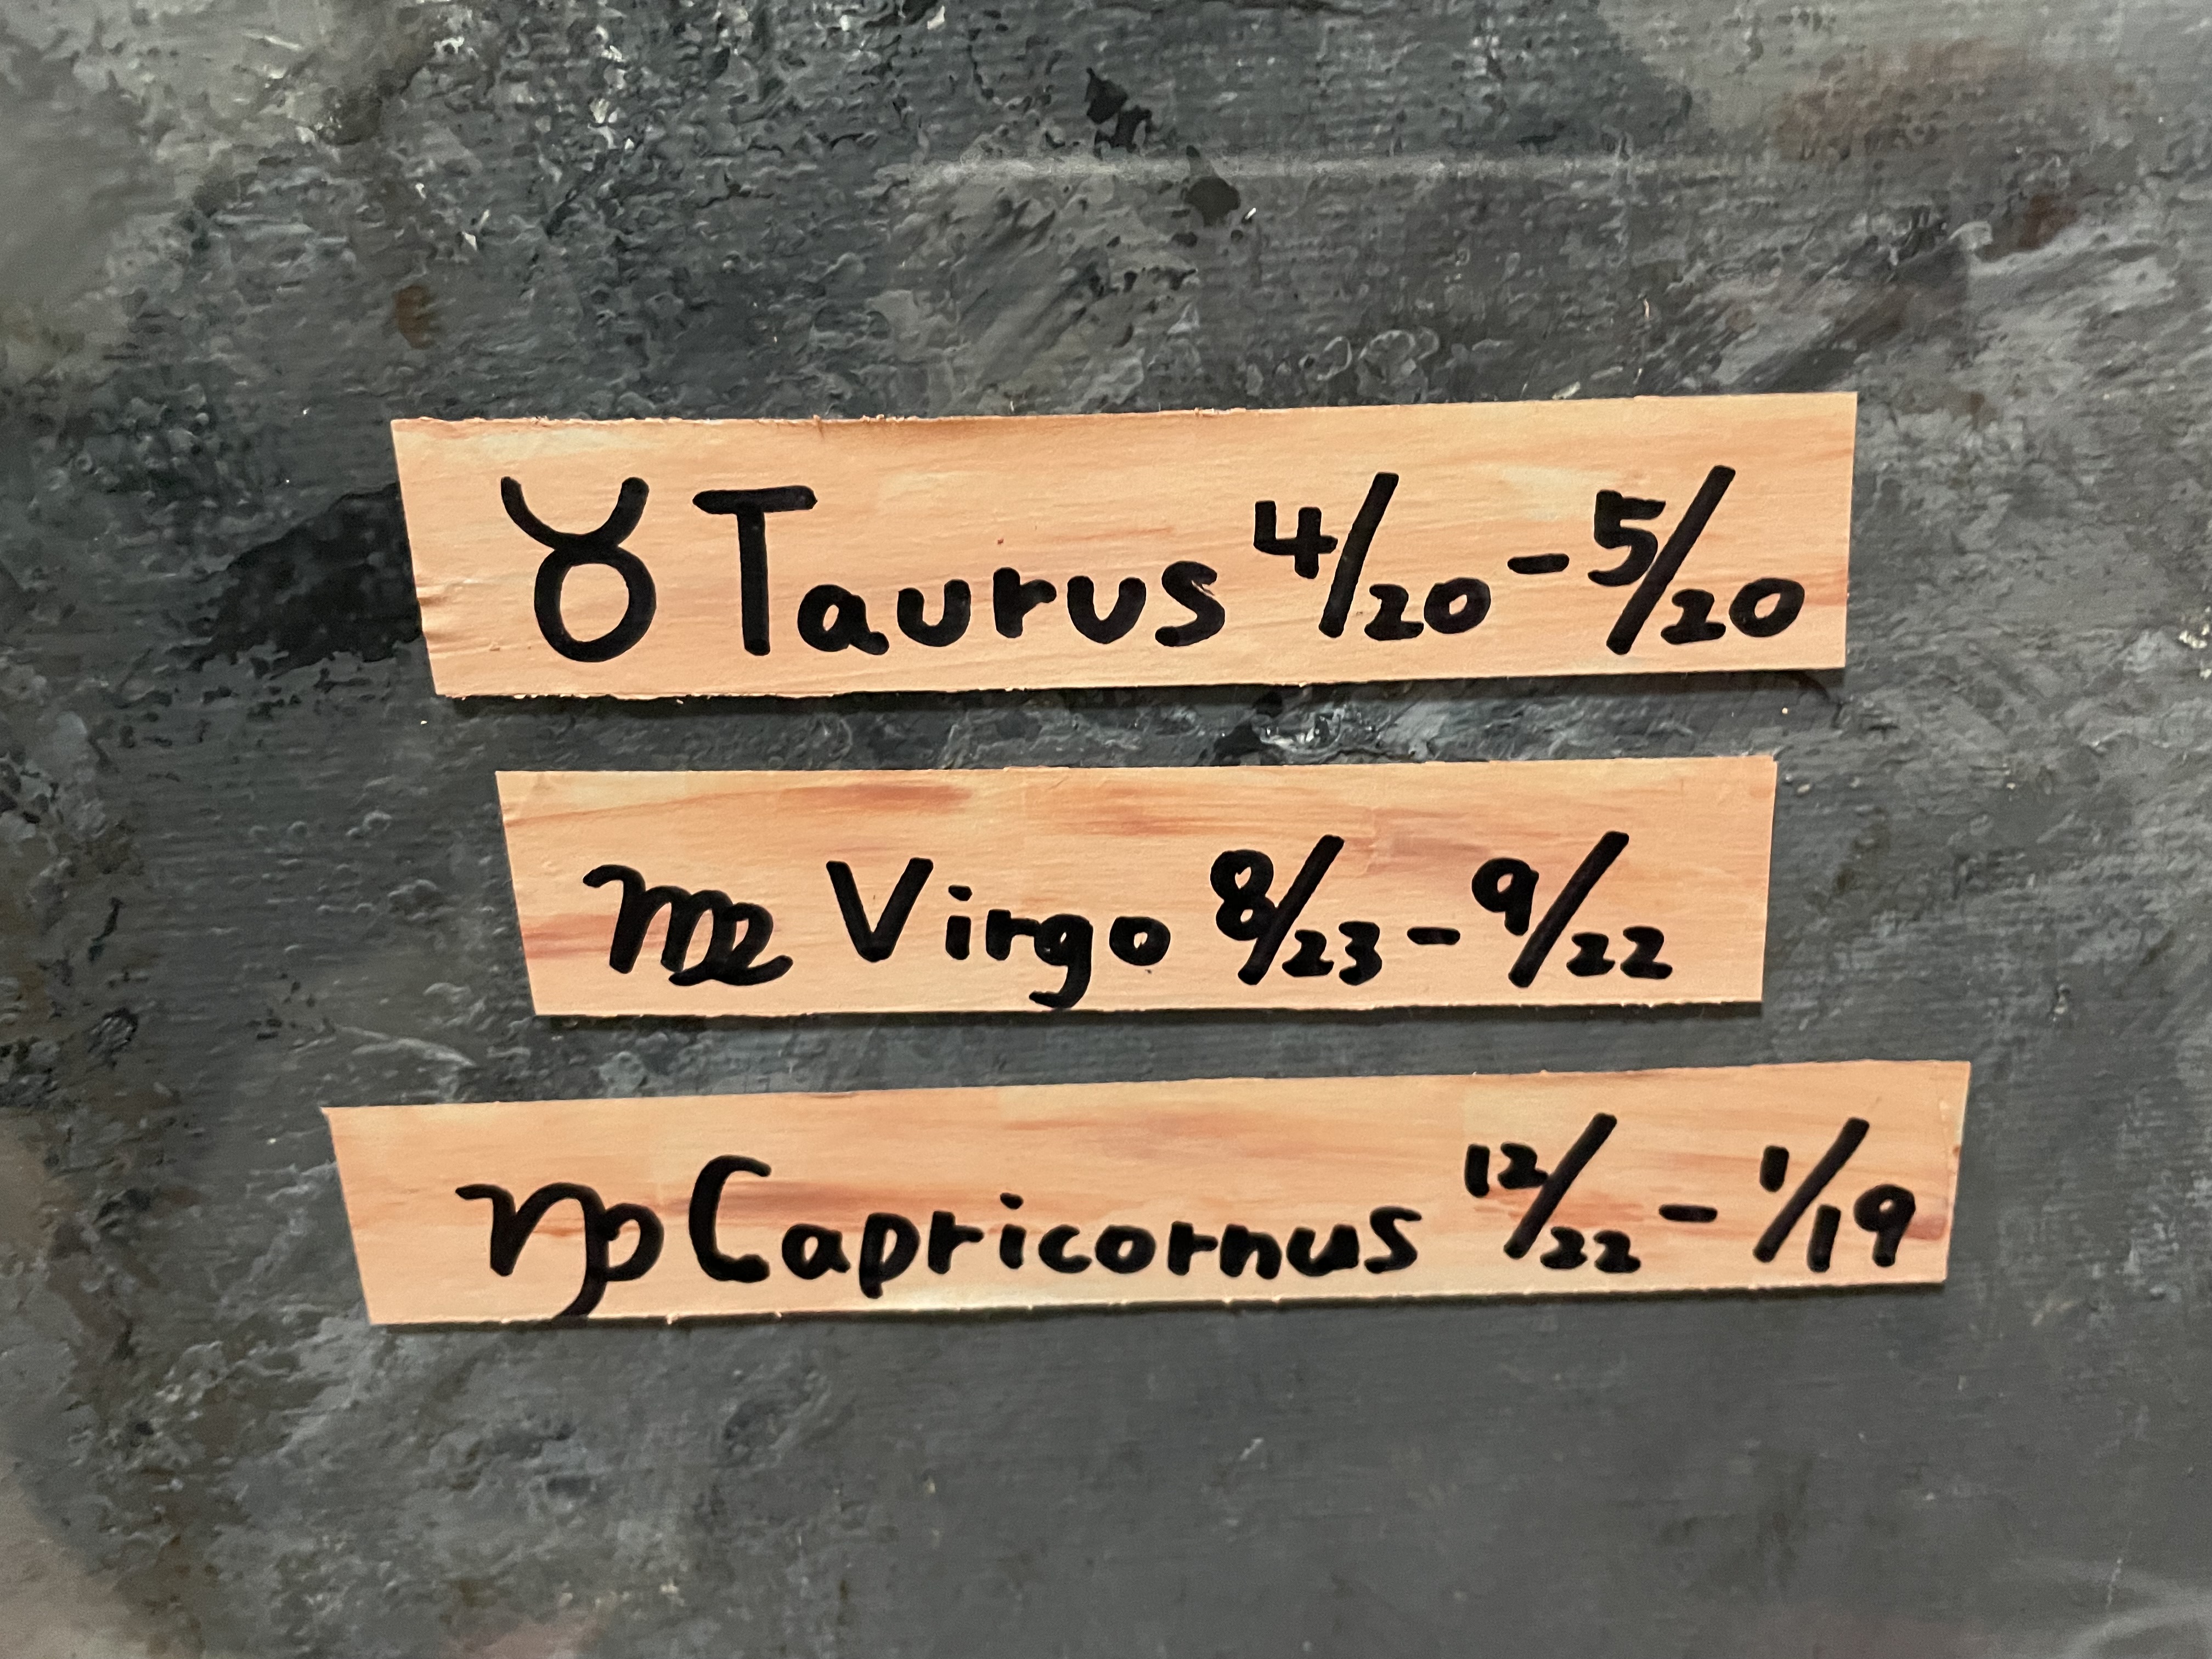 ♉ Taurus 4/20-5/20
♍ Virgo 8/23-9/22
♑ Capricornus 12/22-1/19